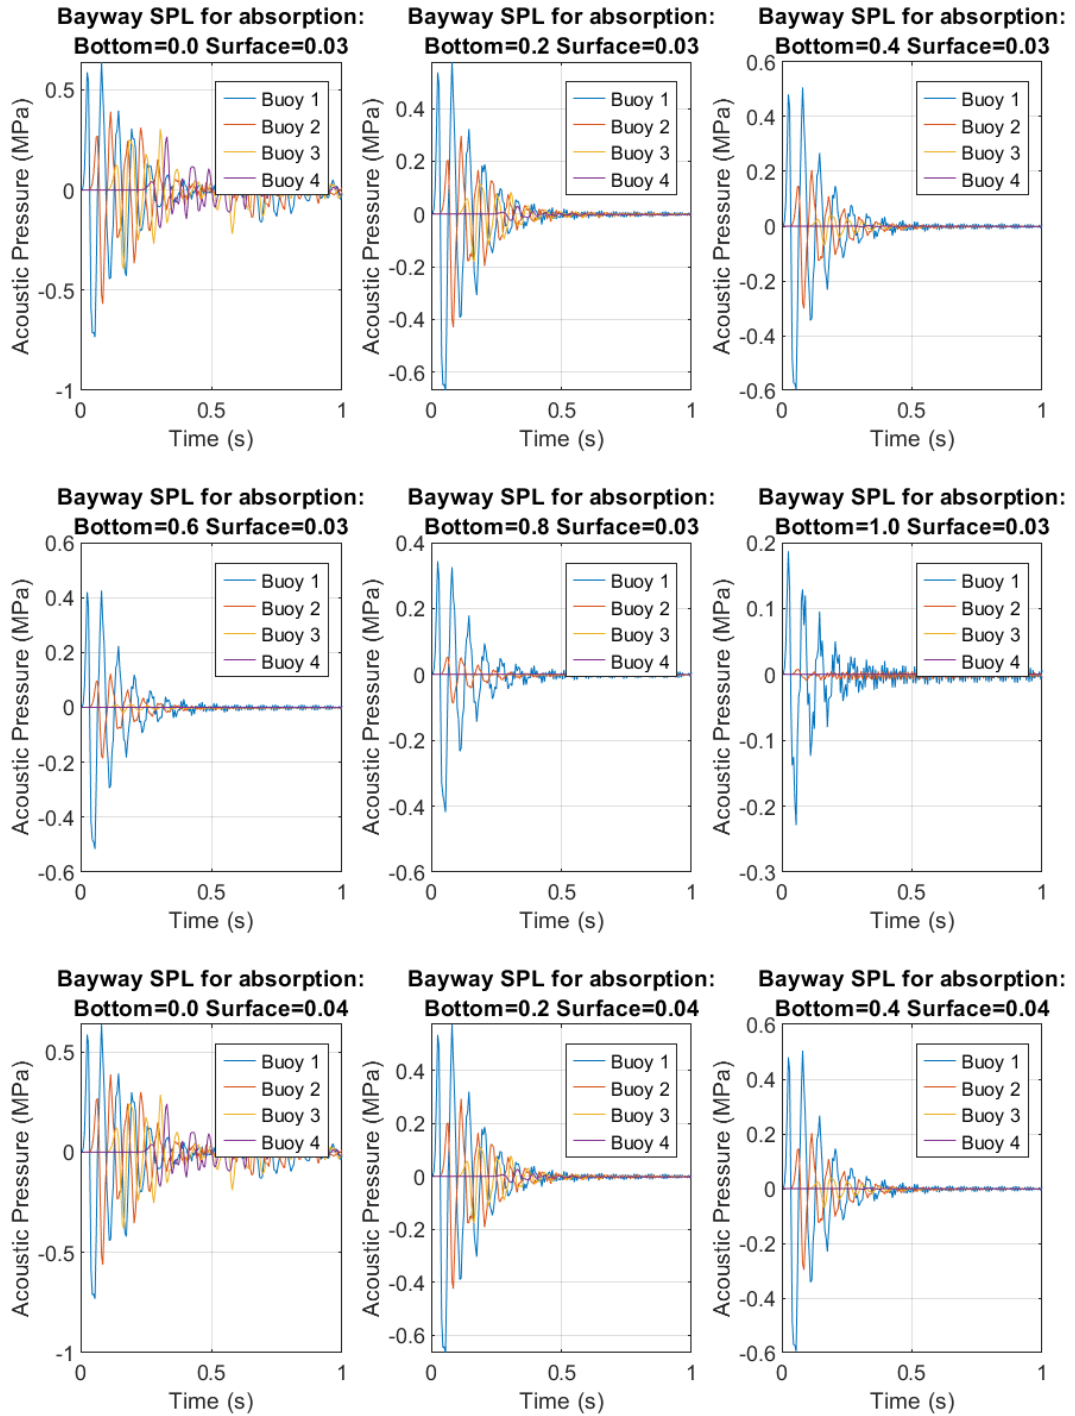 Bayway SPL for absorption:
Bottom=0.0 Surface=0.03
Acoustic Pressure (MPa)
0.5
0
-0.5
-1
Buoy 1
Buoy 2
Buoy 3
Buoy 4
0
0.5
1
Time (s)
Bayway SPL for absorption:
Bottom=0.2 Surface=0.03
Acoustic Pressure (MPa)
0.4
0.2
0
-0.2
-0.4
-0.6
Buoy 1
Buoy 2
Buoy 3
Buoy 4
0
0.5
1
Time (s)
Bayway SPL for absorption:
Bottom=0.4 Surface=0.03
Acoustic Pressure (MPa)
0.6
0.4
0.2
0
-0.2
-0.4
-0.6
Buoy 1
Buoy 2
Buoy 3
Buoy 4
0
0.5
1
Time (s)
Bayway SPL for absorption:
Bottom=0.6 Surface=0.03
Acoustic Pressure (MPa)
0.6
0.4
0.2
0
-0.2
-0.4
-0.6
Buoy 1
Buoy 2
Buoy 3
Buoy 4
0
0.5
1
Time (s)
Bayway SPL for absorption:
Bottom=0.8 Surface=0.03
Acoustic Pressure (MPa)
0.4
0.2
0
-0.2
-0.4
-0.6
Buoy 1
Buoy 2
Buoy 3
Buoy 4
0
0.5
1
Time (s)
Bayway SPL for absorption:
Bottom=1.0 Surface=0.03
Acoustic Pressure (MPa)
0.2
0.1
0
-0.1
-0.2
-0.3
Buoy 1
Buoy 2
Buoy 3
Buoy 4
0
0.5
1
Time (s)
Bayway SPL for absorption:
Bottom=0.0 Surface=0.04
Acoustic Pressure (MPa)
0.5
0
-0.5
-1
Buoy 1
Buoy 2
Buoy 3
Buoy 4
0
0.5
1
Time (s)
Bayway SPL for absorption:
Bottom=0.2 Surface=0.04
Acoustic Pressure (MPa)
0.4
0.2
0
-0.2
-0.4
-0.6
Buoy 1
Buoy 2
Buoy 3
Buoy 4
0
0.5
1
Time (s)
Bayway SPL for absorption:
Bottom=0.4 Surface=0.04
Acoustic Pressure (MPa)
0.6
0.4
0.2
0
-0.2
-0.4
-0.6
Buoy 1
Buoy 2
Buoy 3
Buoy 4
0
0.5
1
Time (s)